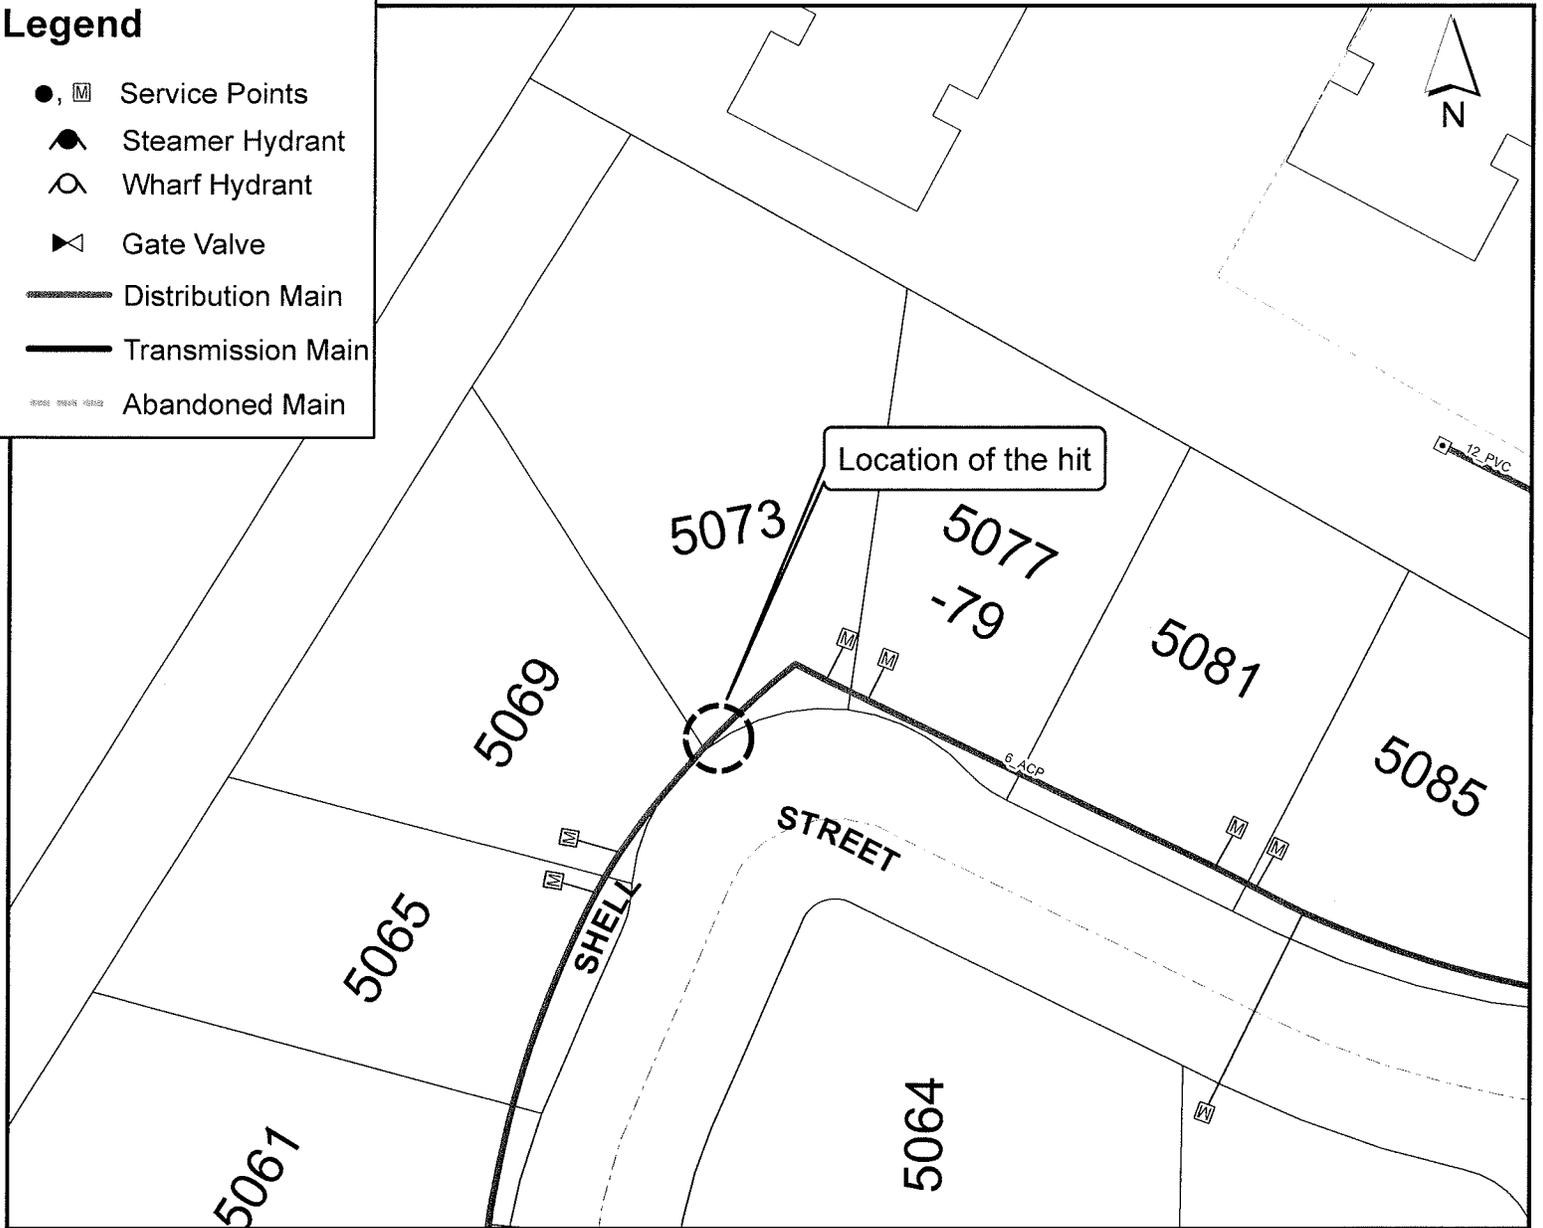 Legend
●, M Service Points
Steamer Hydrant
Wharf Hydrant
Gate Valve
Distribution Main
Transmission Main
Abandoned Main
N
Location of the hit
12_PVC
5073
5077
-79
5081
5085
5069
M
M
6_ACP
STREET
M
M
M
M
SHELL
5065
5064
M
5061